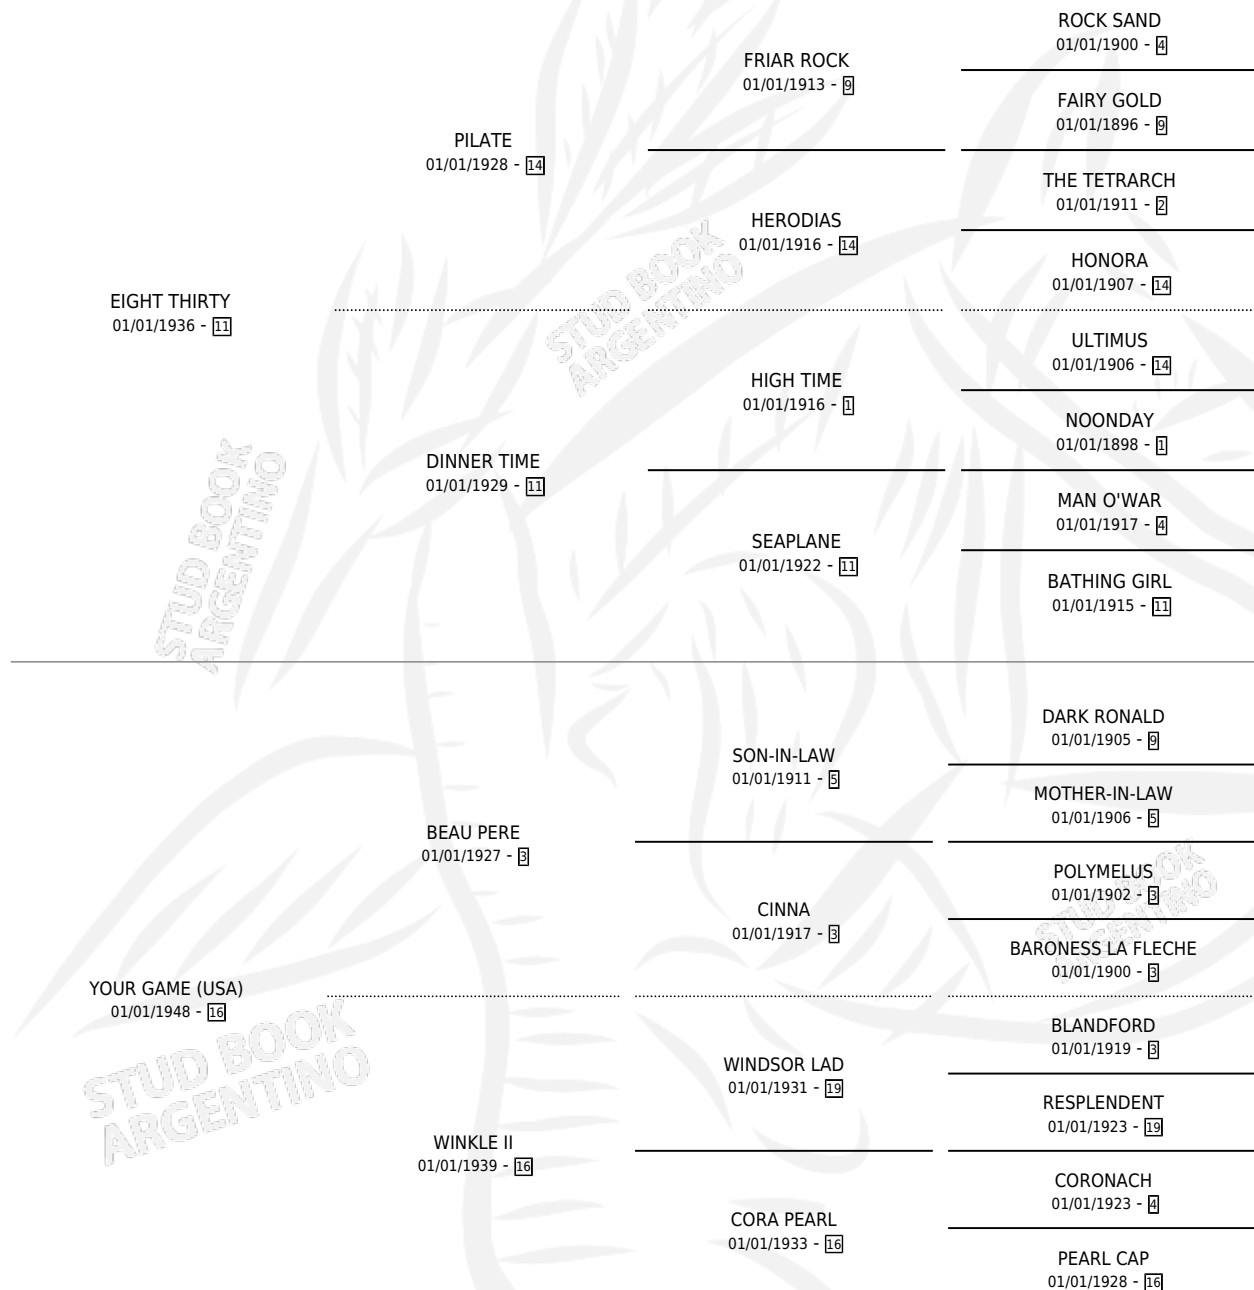 ROCK SAND
01/01/1900 - 4
FRIAR ROCK
01/01/1913 - 9
FAIRY GOLD
01/01/1896 - 9
PILATE
01/01/1928 - 14
THE TETRARCH
01/01/1911 - 2
HERODIAS
01/01/1916 - 14
HONORA
01/01/1907 - 14
EIGHT THIRTY
01/01/1936 - 11
ULTIMUS
01/01/1906 - 14
HIGH TIME
01/01/1916 - 1
NOONDAY
01/01/1898 - 1
DINNER TIME
01/01/1929 - 11
MAN O'WAR
01/01/1917 - 4
SEAPLANE
01/01/1922 - 11
BATHING GIRL
01/01/1915 - 11
STUD BOOK
ARGENTINO
STUD BOOK
ARGENTINO
DARK RONALD
01/01/1905 - 9
SON-IN-LAW
01/01/1911 - 5
MOTHER-IN-LAW
01/01/1906 - 5
BEAU PERE
01/01/1927 - 3
POLYMELUS
01/01/1902 - 3
CINNA
01/01/1917 - 3
BARONESS LA FLECHE
01/01/1900 - 3
YOUR GAME (USA)
01/01/1948 - 16
BLANDFORD
01/01/1919 - 3
WINDSOR LAD
01/01/1931 - 19
RESPLENDENT
01/01/1923 - 19
WINKLE II
01/01/1939 - 16
CORONACH
01/01/1923 - 4
CORA PEARL
01/01/1933 - 16
PEARL CAP
01/01/1928 - 16
STUD BOOK
ARGENTINO
STUD BOOK
ARGENTINO